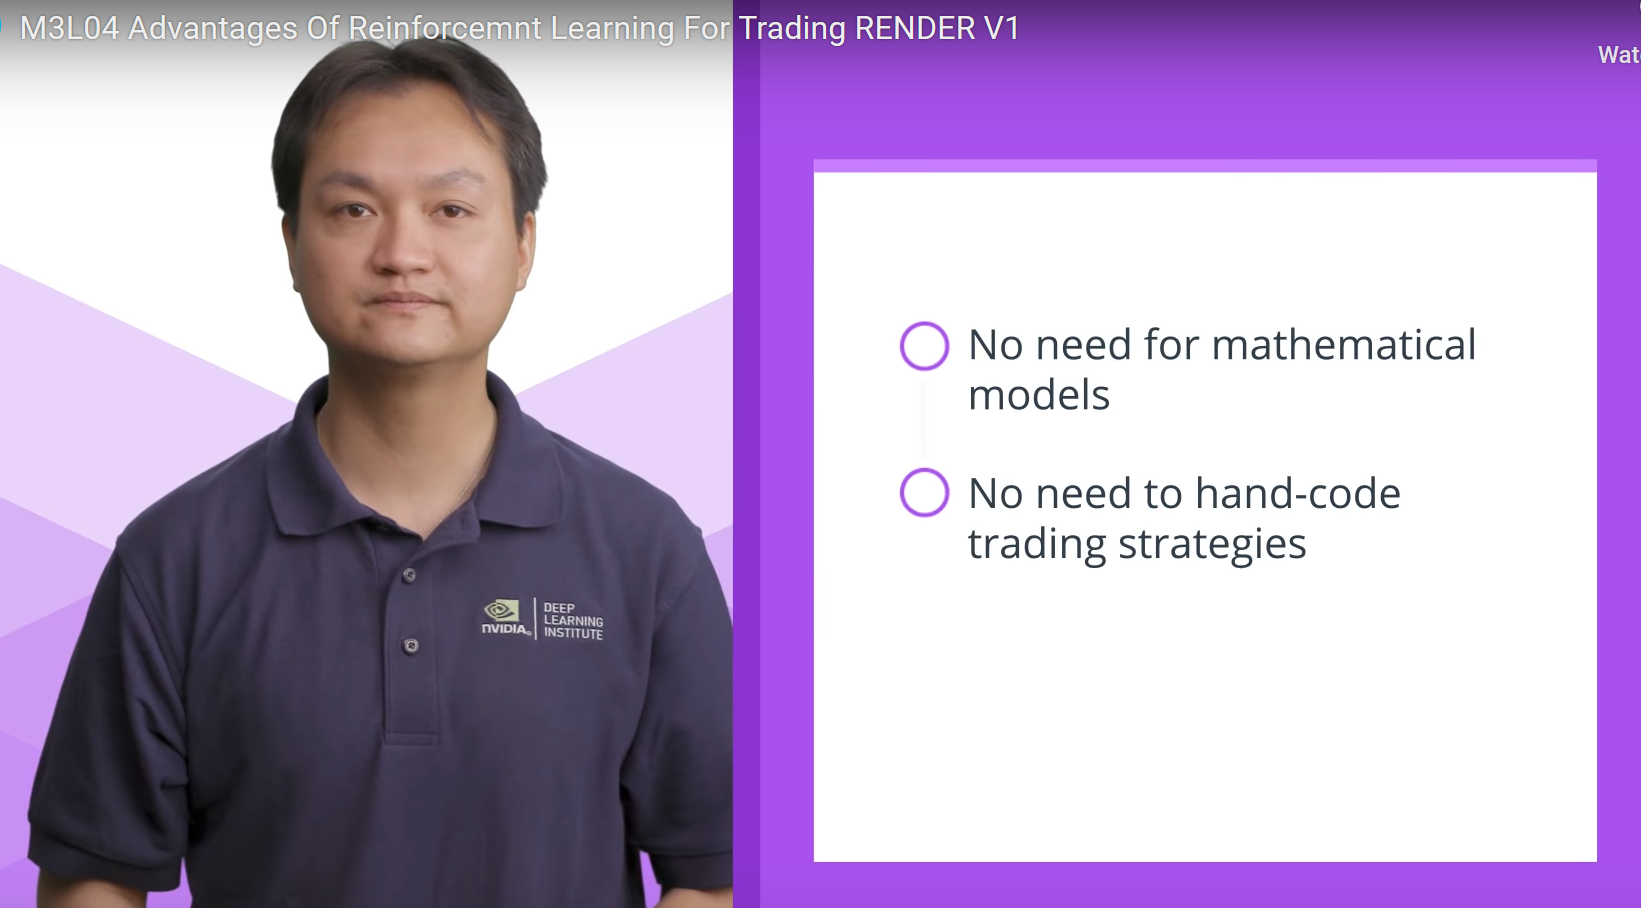 M3L04 Advantages Of Reinforcemnt Learning For Trading RENDER V1
Wat
No need for mathematical
models
No need to hand-code
trading strategies
NVIDIA.
DEEP
LEARNING
INSTITUTE